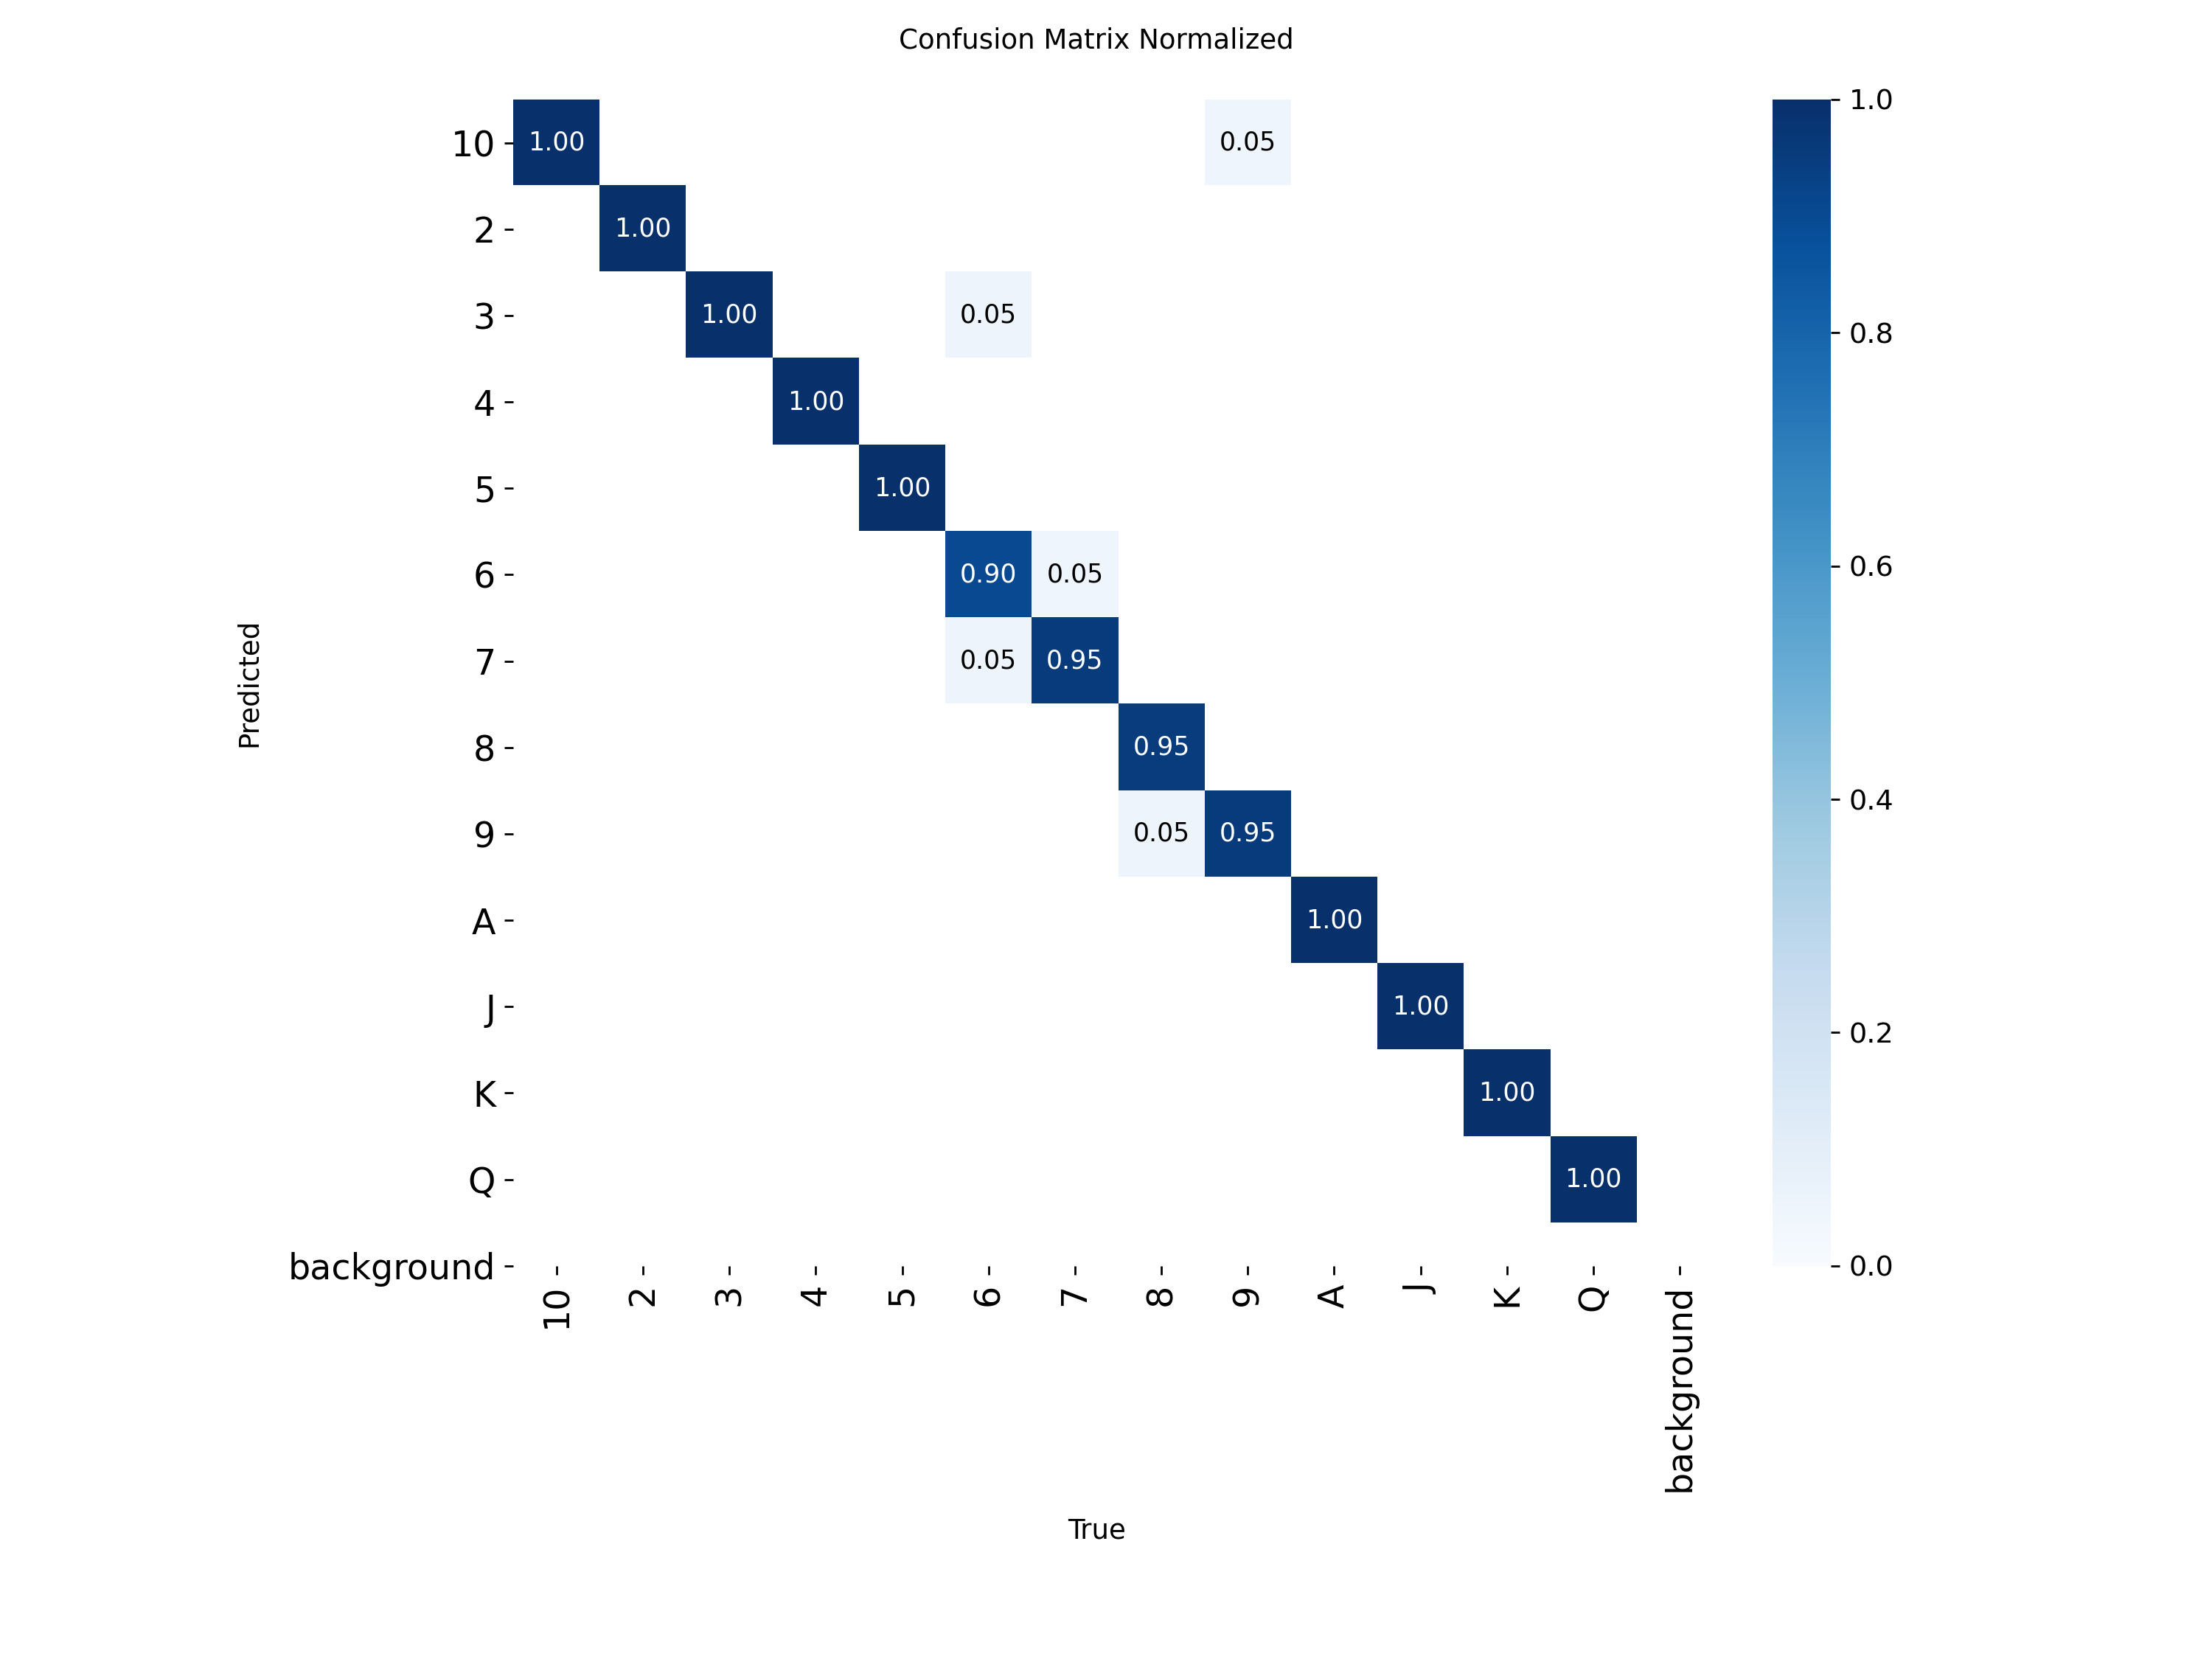 Confusion Matrix Normalized
10 1.00 0.05 1.0
2 1.00
3 1.00 0.05 0.8
4 1.00
5 1.00
6 0.90 0.05 0.6
7 0.05 0.95
8 0.95
9 0.05 0.95 0.4
A 1.00
J 1.00 0.2
K 1.00
Q 1.00
background 0.0
10 2 3 4 5 6 7 8 9 A J K Q background
Predicted
True